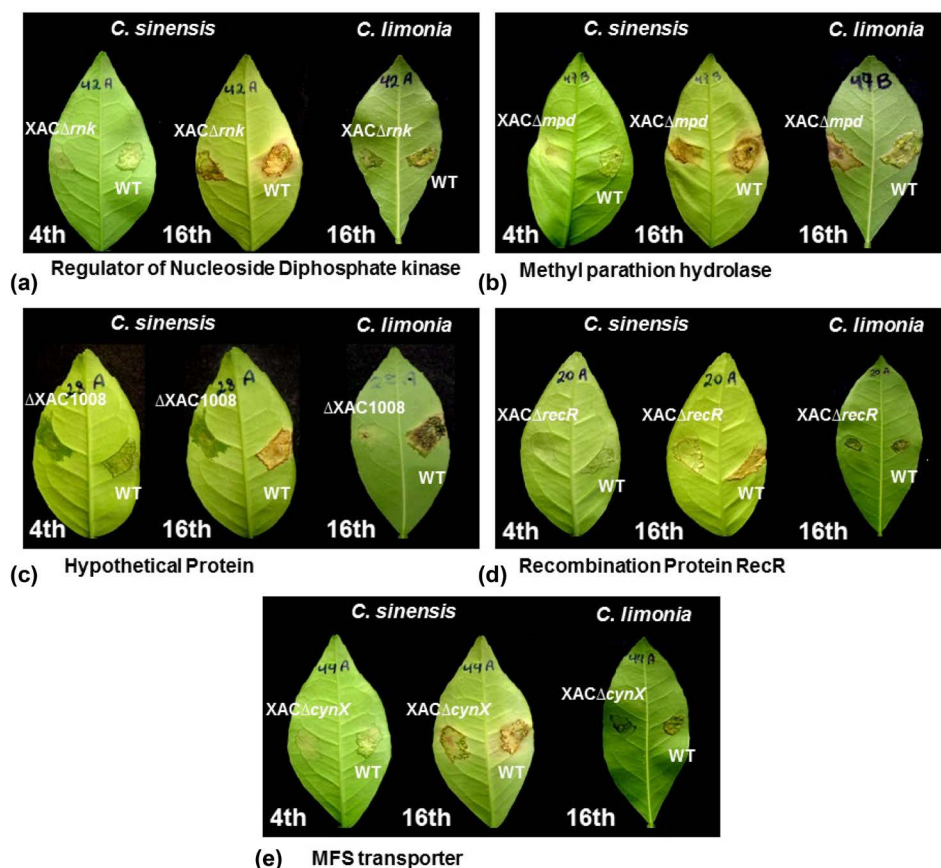 C. sinensis
C. limonia
42 A
42 A
42 A
XACΔrnk
XACΔrnk
XACΔrnk
WT
WT
WT
4th
16th
16th
(a) Regulator of Nucleoside Diphosphate kinase
C. sinensis
C. limonia
47 B
47 B
47 B
XACΔmpd
XACΔmpd
XACΔmpd
WT
WT
WT
4th
16th
16th
(b) Methyl parathion hydrolase
C. sinensis
C. limonia
28 A
28 A
28 A
ΔXAC1008
ΔXAC1008
ΔXAC1008
WT
WT
WT
4th
16th
16th
(c) Hypothetical Protein
C. sinensis
C. limonia
20 A
20 A
20 A
XACΔrecR
XACΔrecR
XACΔrecR
WT
WT
WT
4th
16th
16th
(d) Recombination Protein RecR
C. sinensis
C. limonia
44 A
44 A
44 A
XACΔcynX
XACΔcynX
XACΔcynX
WT
WT
WT
4th
16th
16th
(e) MFS transporter